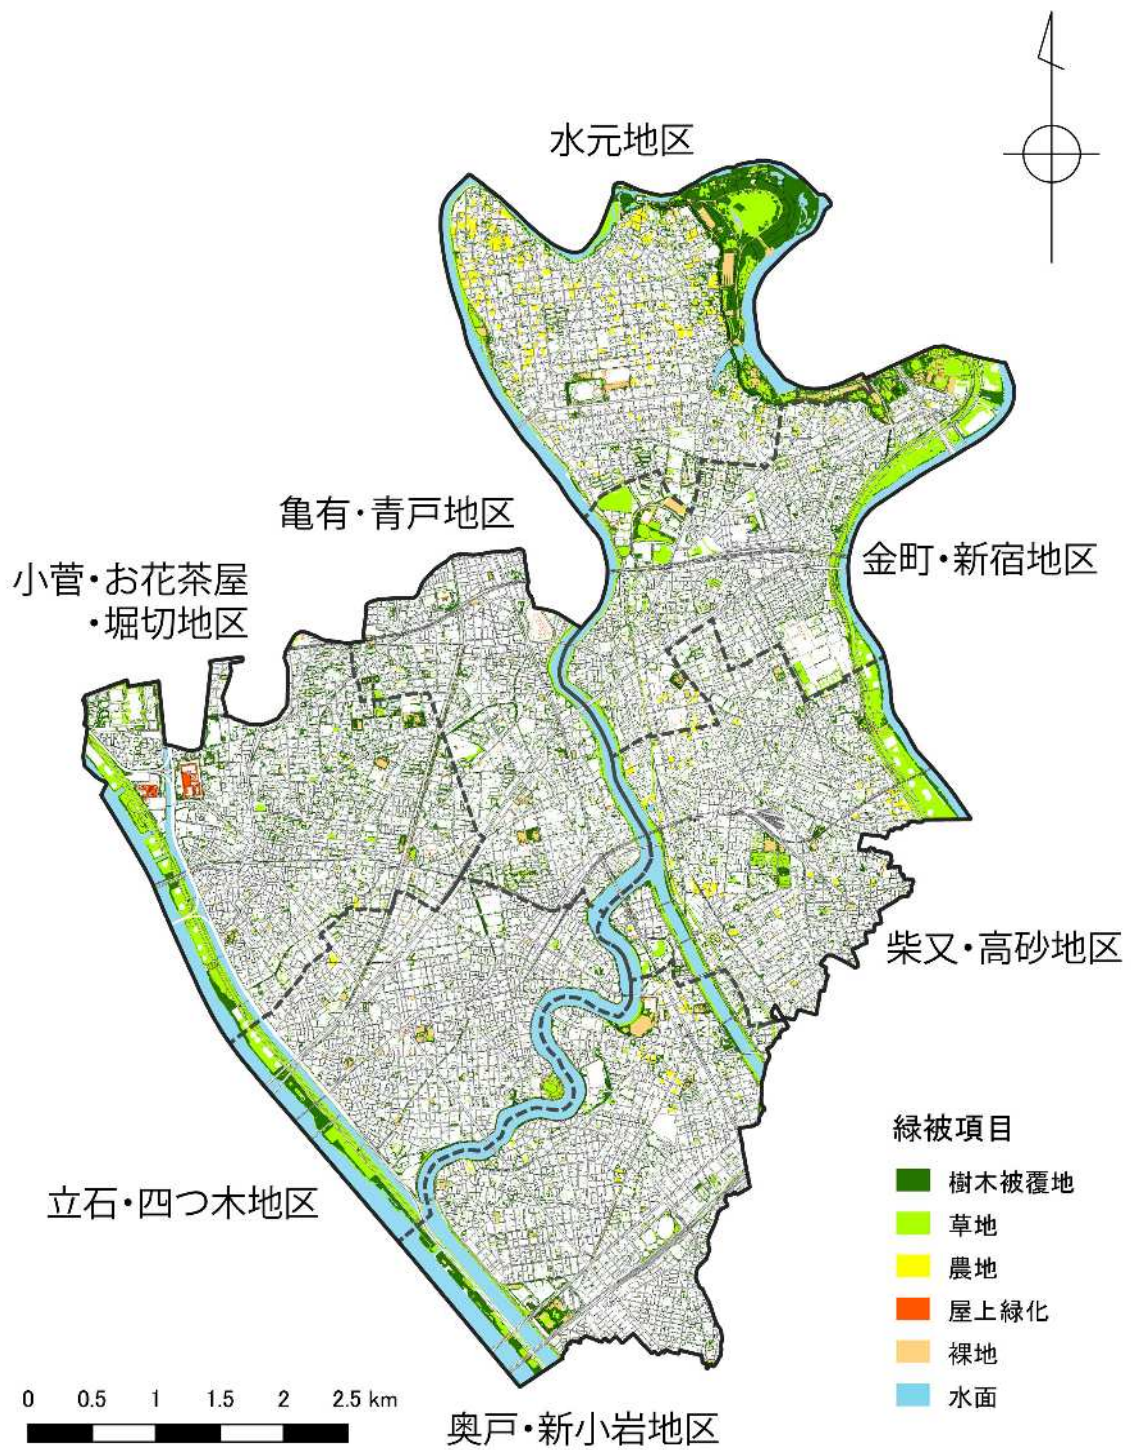 水元地区
亀有・青戸地区
小菅・お花茶屋
・堀切地区
金町・新宿地区
柴又・高砂地区
立石・四つ木地区
奥戸・新小岩地区
緑被項目
樹木被覆地
草地
農地
屋上緑化
裸地
水面
0 0.5 1 1.5 2 2.5 km